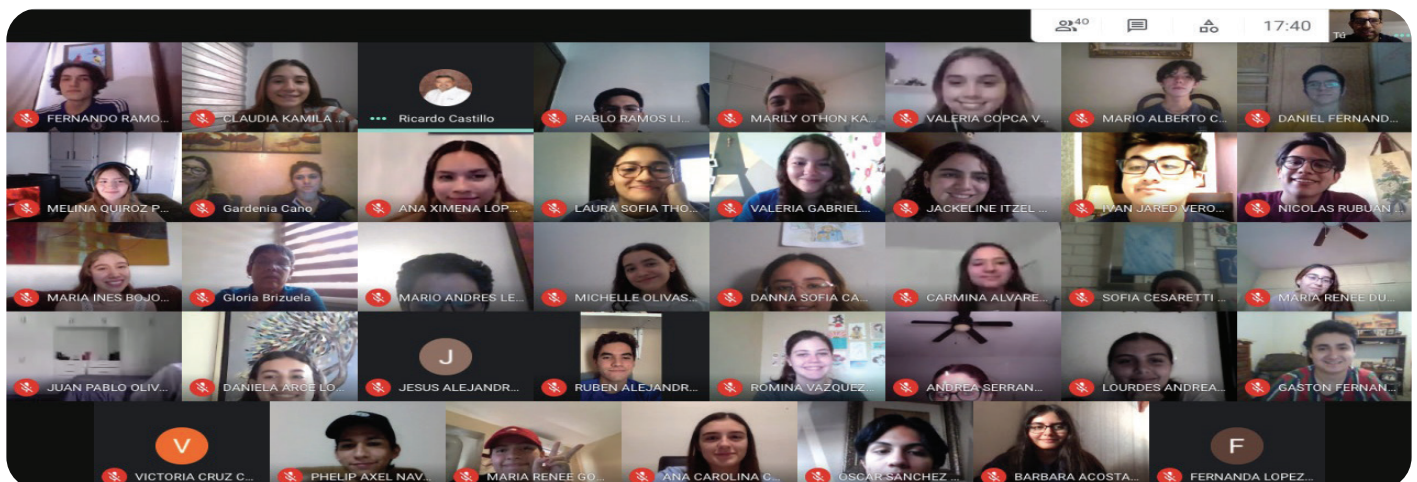 40
17:40
Tú
FERNANDO RAMO...
CLAUDIA KAMILA ...
Ricardo Castillo
PABLO RAMOS LI...
MARILY OTHON KA...
VALERIA COPCA V...
MARIO ALBERTO C...
DANIEL FERNAND...
MELINA QUIROZ P...
Gardenia Cano
ANA XIMENA LOP...
LAURA SOFIA THO...
VALERIA GABRIEL...
JACKELINE ITZEL ...
IVAN JARED VERO...
NICOLAS RUBUAN ...
MARIA INES BOJO...
Gloria Brizuela
MARIO ANDRES LE...
MICHELLE OLIVAS...
DANNA SOFIA CA...
CARMINA ALVARE...
SOFIA CESARETTI ...
MARIA RENEE DU...
JUAN PABLO OLIV...
DANIELA ARCE LO...
J
JESUS ALEJANDR...
RUBEN ALEJANDR...
ROMINA VAZQUEZ...
ANDREA SERRAN...
LOURDES ANDREA...
GASTON FERNAN...
V
VICTORIA CRUZ C...
PHELIP AXEL NAV...
MARIA RENEE GO...
ANA CAROLINA C...
OSCAR SANCHEZ ...
BARBARA ACOSTA...
F
FERNANDA LOPEZ...